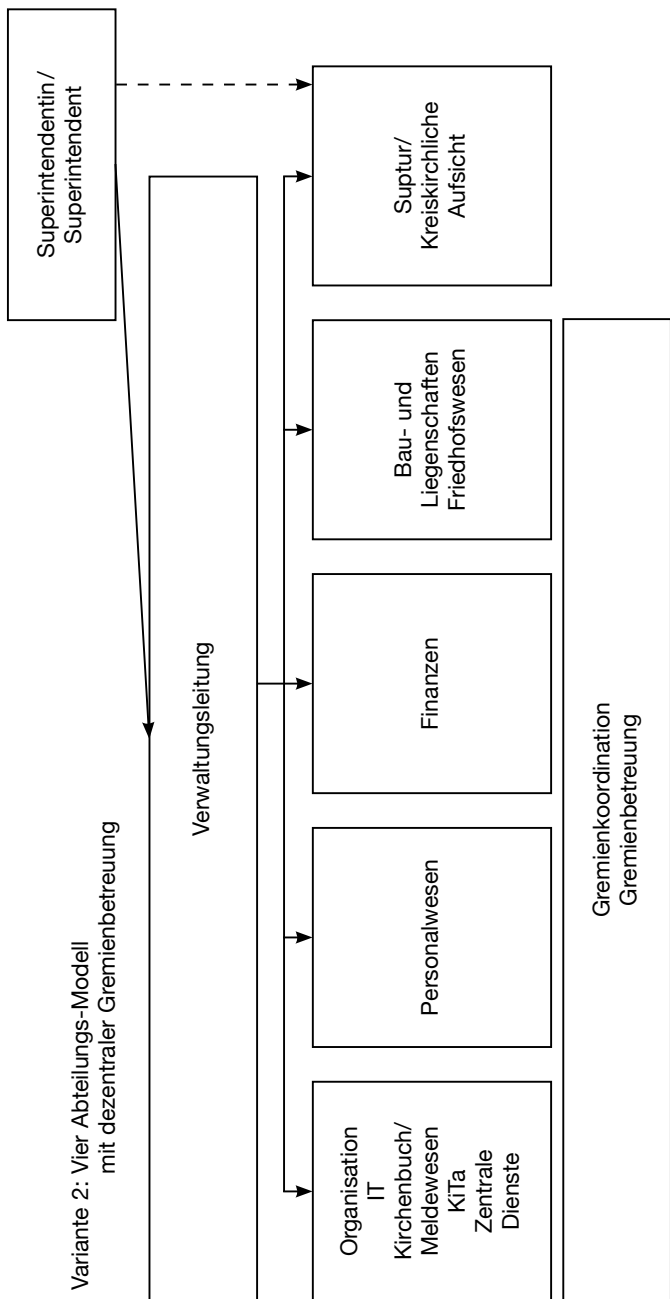 Variante 2: Vier Abteilungs-Modell
mit dezentraler Gremienbetreuung
Superintendentin/
Superintendent
Verwaltungsleitung
Organisation
IT
Kirchenbuch/
Meldewesen
KiTa
Zentrale
Dienste
Personalwesen
Finanzen
Bau- und
Liegenschaften
Friedhofswesen
Suptur/
Kreiskirchliche
Aufsicht
Gremienkoordination
Gremienbetreuung